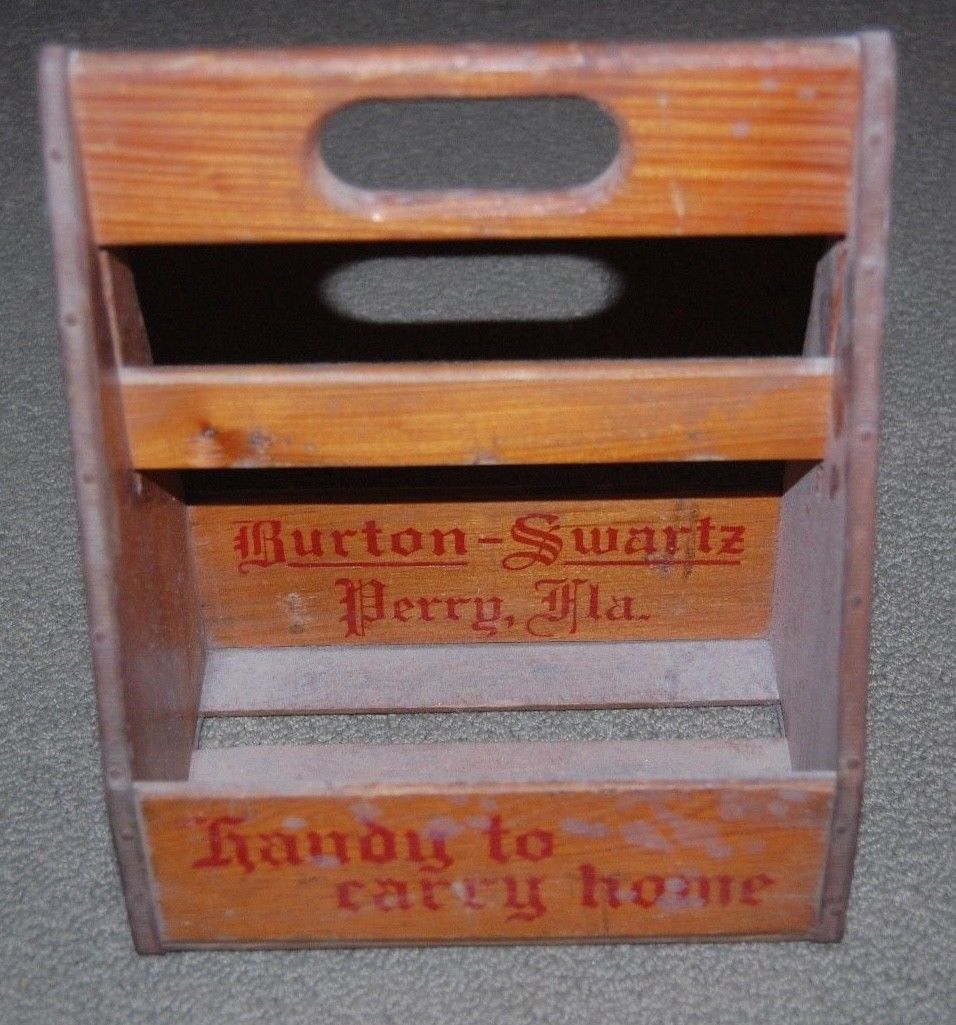 Burton-Swartz
Perry, Fla.
Handy to
carry home